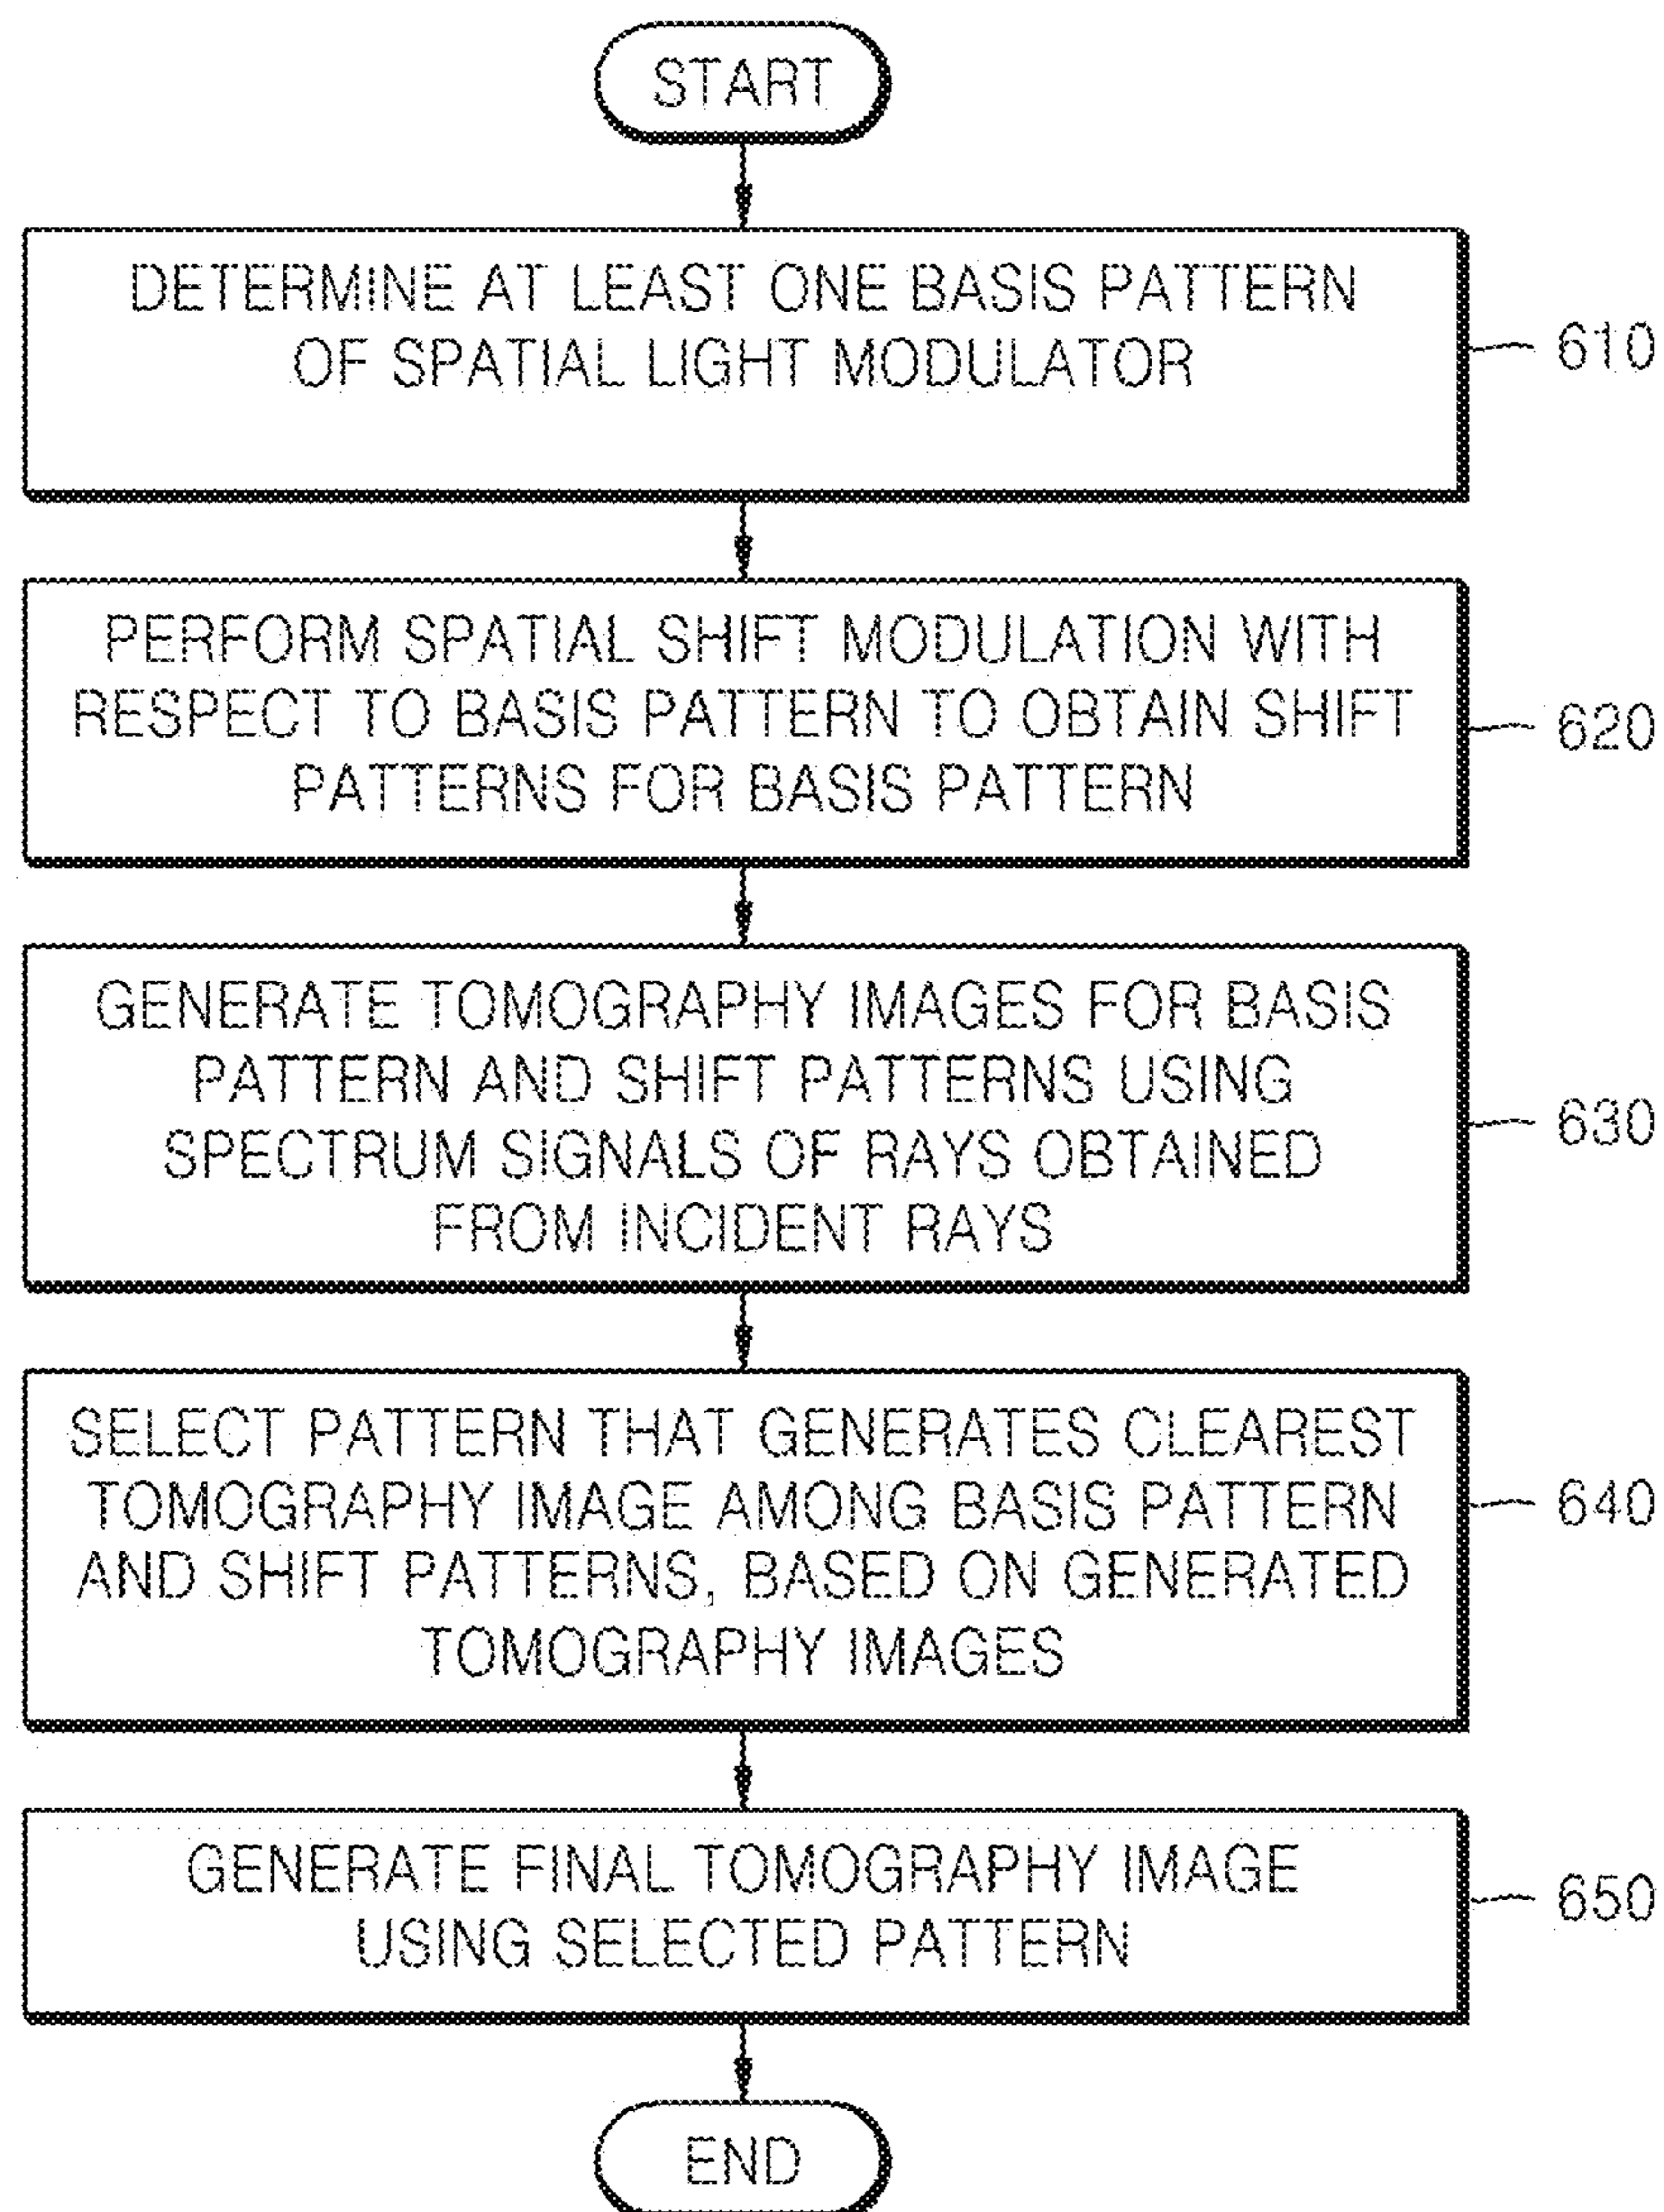 START
DETERMINE AT LEAST ONE BASIS PATTERN
OF SPATIAL LIGHT MODULATOR
610
PERFORM SPATIAL SHIFT MODULATION WITH
RESPECT TO BASIS PATTERN TO OBTAIN SHIFT
PATTERNS FOR BASIS PATTERN
620
GENERATE TOMOGRAPHY IMAGES FOR BASIS
PATTERN AND SHIFT PATTERNS USING
SPECTRUM SIGNALS OF RAYS OBTAINED
FROM INCIDENT RAYS
630
SELECT PATTERN THAT GENERATES CLEAREST
TOMOGRAPHY IMAGE AMONG BASIS PATTERN
AND SHIFT PATTERNS, BASED ON GENERATED
TOMOGRAPHY IMAGES
640
GENERATE FINAL TOMOGRAPHY IMAGE
USING SELECTED PATTERN
650
END